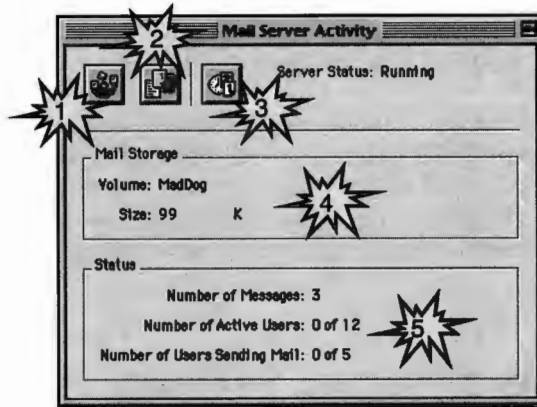 Mail Server Activity
2
1
3
Server Status: Running
Mail Storage
Volume: MadDog
Size: 99 K
4
Status
Number of Messages: 3
Number of Active Users: 0 of 12
Number of Users Sending Mail: 0 of 5
5